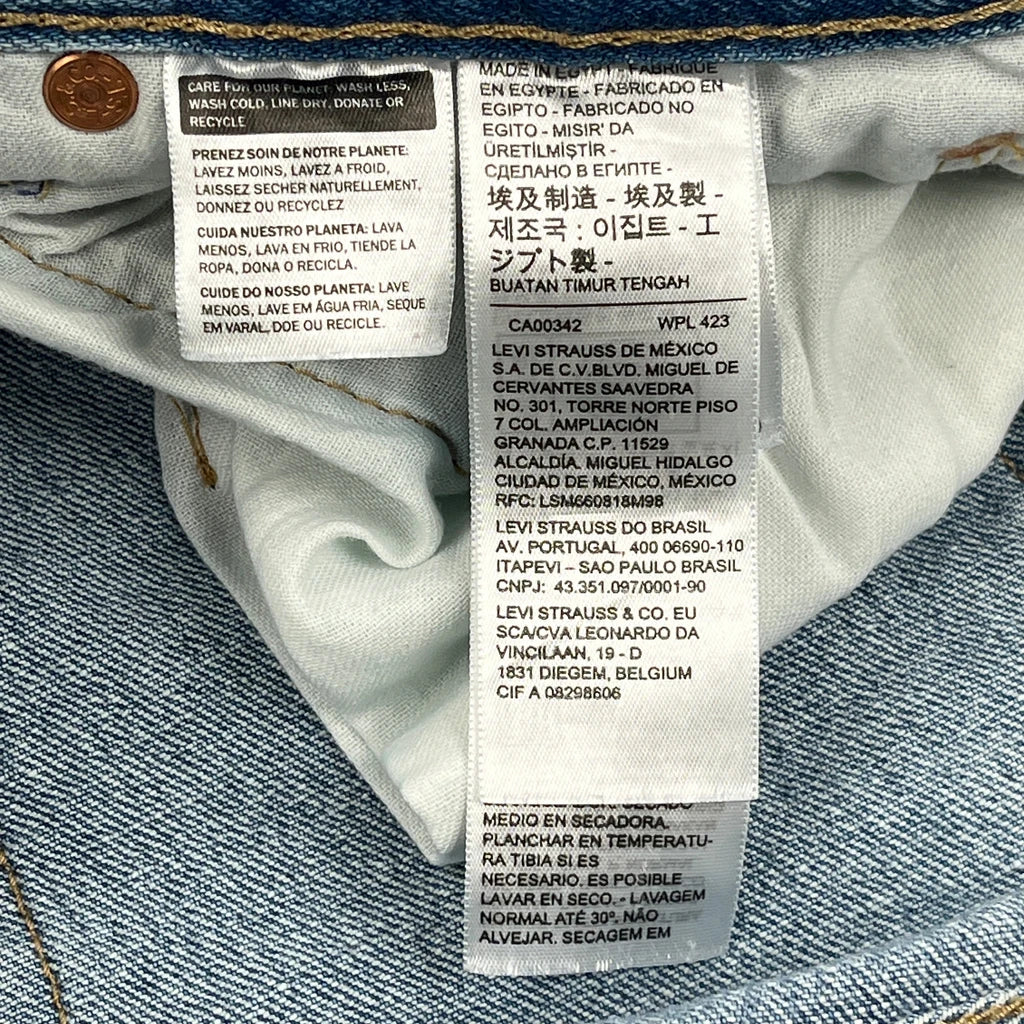 CARE FOR OUR PLANET: WASH LESS,
WASH COLD, LINE DRY, DONATE OR
RECYCLE
PRENEZ SOIN DE NOTRE PLANETE:
LAVEZ MOINS, LAVEZ A FROID,
LAISSEZ SECHER NATURELLEMENT,
DONNEZ OU RECYCLEZ
CUIDA NUESTRO PLANETA: LAVA
MENOS, LAVA EN FRIO, TIENDE LA
ROPA, DONA O RECICLA.
CUIDE DO NOSSO PLANETA: LAVE
MENOS, LAVE EM ÁGUA FRIA, SEQUE
EM VARAL, DOE OU RECICLE.
MADE IN EGYPT - FABRIQUE
EN EGYPTE - FABRICADO EN
EGIPTO - FABRICADO NO
EGITO - MISIR' DA
ÜRETİLMİŞTİR -
СДЕЛАНО В ЕГИПТЕ -
埃及制造 - 埃及製 -
제조국 : 이집트 - エ
ジプト製 -
BUATAN TIMUR TENGAH
CA00342 WPL 423
LEVI STRAUSS DE MÉXICO
S.A. DE C.V.BLVD. MIGUEL DE
CERVANTES SAAVEDRA
NO. 301, TORRE NORTE PISO
7 COL. AMPLIACIÓN
GRANADA C.P. 11529
ALCALDÍA. MIGUEL HIDALGO
CIUDAD DE MÉXICO, MÉXICO
RFC: LSM660818M98
LEVI STRAUSS DO BRASIL
AV. PORTUGAL, 400 06690-110
ITAPEVI – SAO PAULO BRASIL
CNPJ: 43.351.097/0001-90
LEVI STRAUSS & CO. EU
SCA/CVA LEONARDO DA
VINCILAAN, 19 - D
1831 DIEGEM, BELGIUM
CIF A 08298606
SECADO
MEDIO EN SECADORA.
PLANCHAR EN TEMPERATU-
RA TIBIA SI ES
NECESARIO. ES POSIBLE
LAVAR EN SECO. - LAVAGEM
NORMAL ATÉ 30º. NÃO
ALVEJAR. SECAGEM EM